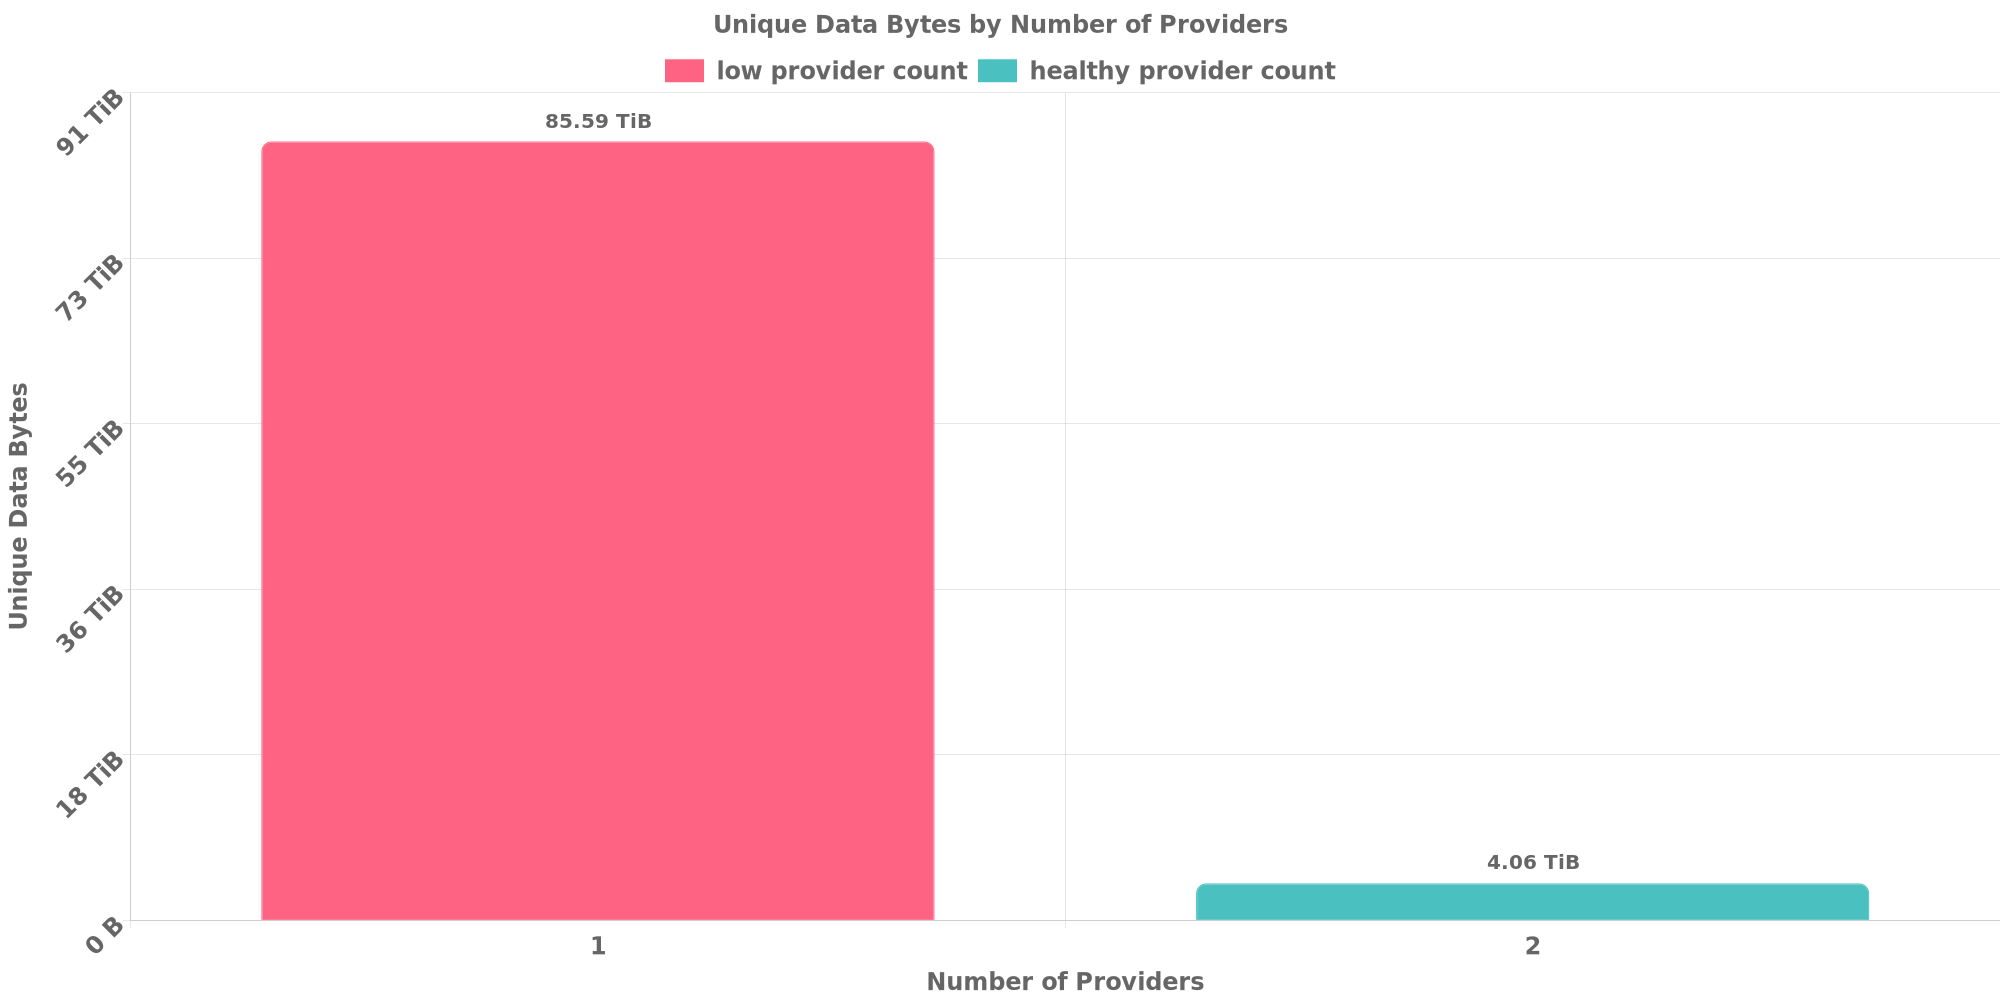 Unique Data Bytes by Number of Providers
low provider count
healthy provider count
91 TiB
73 TiB
55 TiB
36 TiB
18 TiB
0 B
Unique Data Bytes
85.59 TiB
4.06 TiB
1
2
Number of Providers